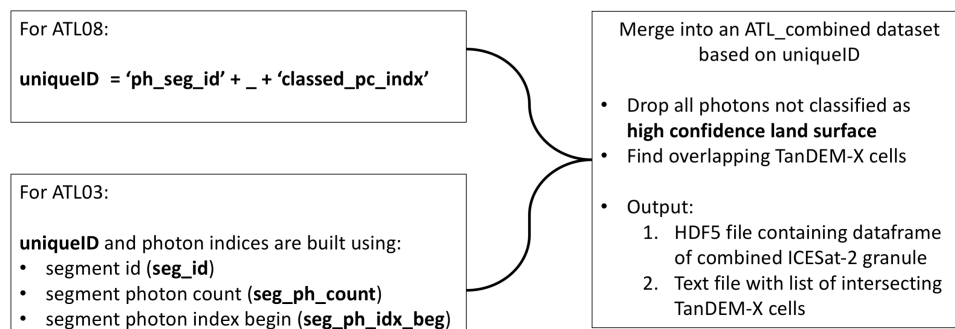 For ATL08:
uniqueID = ‘ph_seg_id’ + _ + ‘classed_pc_indx’
For ATL03:
uniqueID and photon indices are built using:
• segment id (seg_id)
• segment photon count (seg_ph_count)
• segment photon index begin (seg_ph_idx_beg)
Merge into an ATL_combined dataset
based on uniqueID
• Drop all photons not classified as
high confidence land surface
• Find overlapping TanDEM-X cells
• Output:
1. HDF5 file containing dataframe
of combined ICESat-2 granule
2. Text file with list of intersecting
TanDEM-X cells